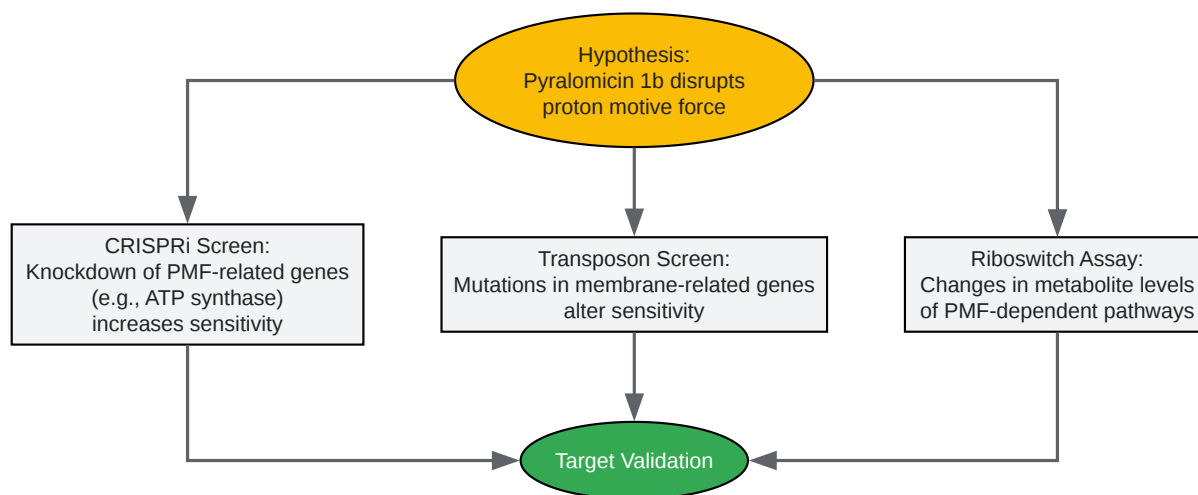 Hypothesis:
Pyralomicin 1b disrupts
proton motive force
CRISPRi Screen:
Knockdown of PMF-related genes
(e.g., ATP synthase)
increases sensitivity
Transposon Screen:
Mutations in membrane-related genes
alter sensitivity
Riboswitch Assay:
Changes in metabolite levels
of PMF-dependent pathways
Target Validation